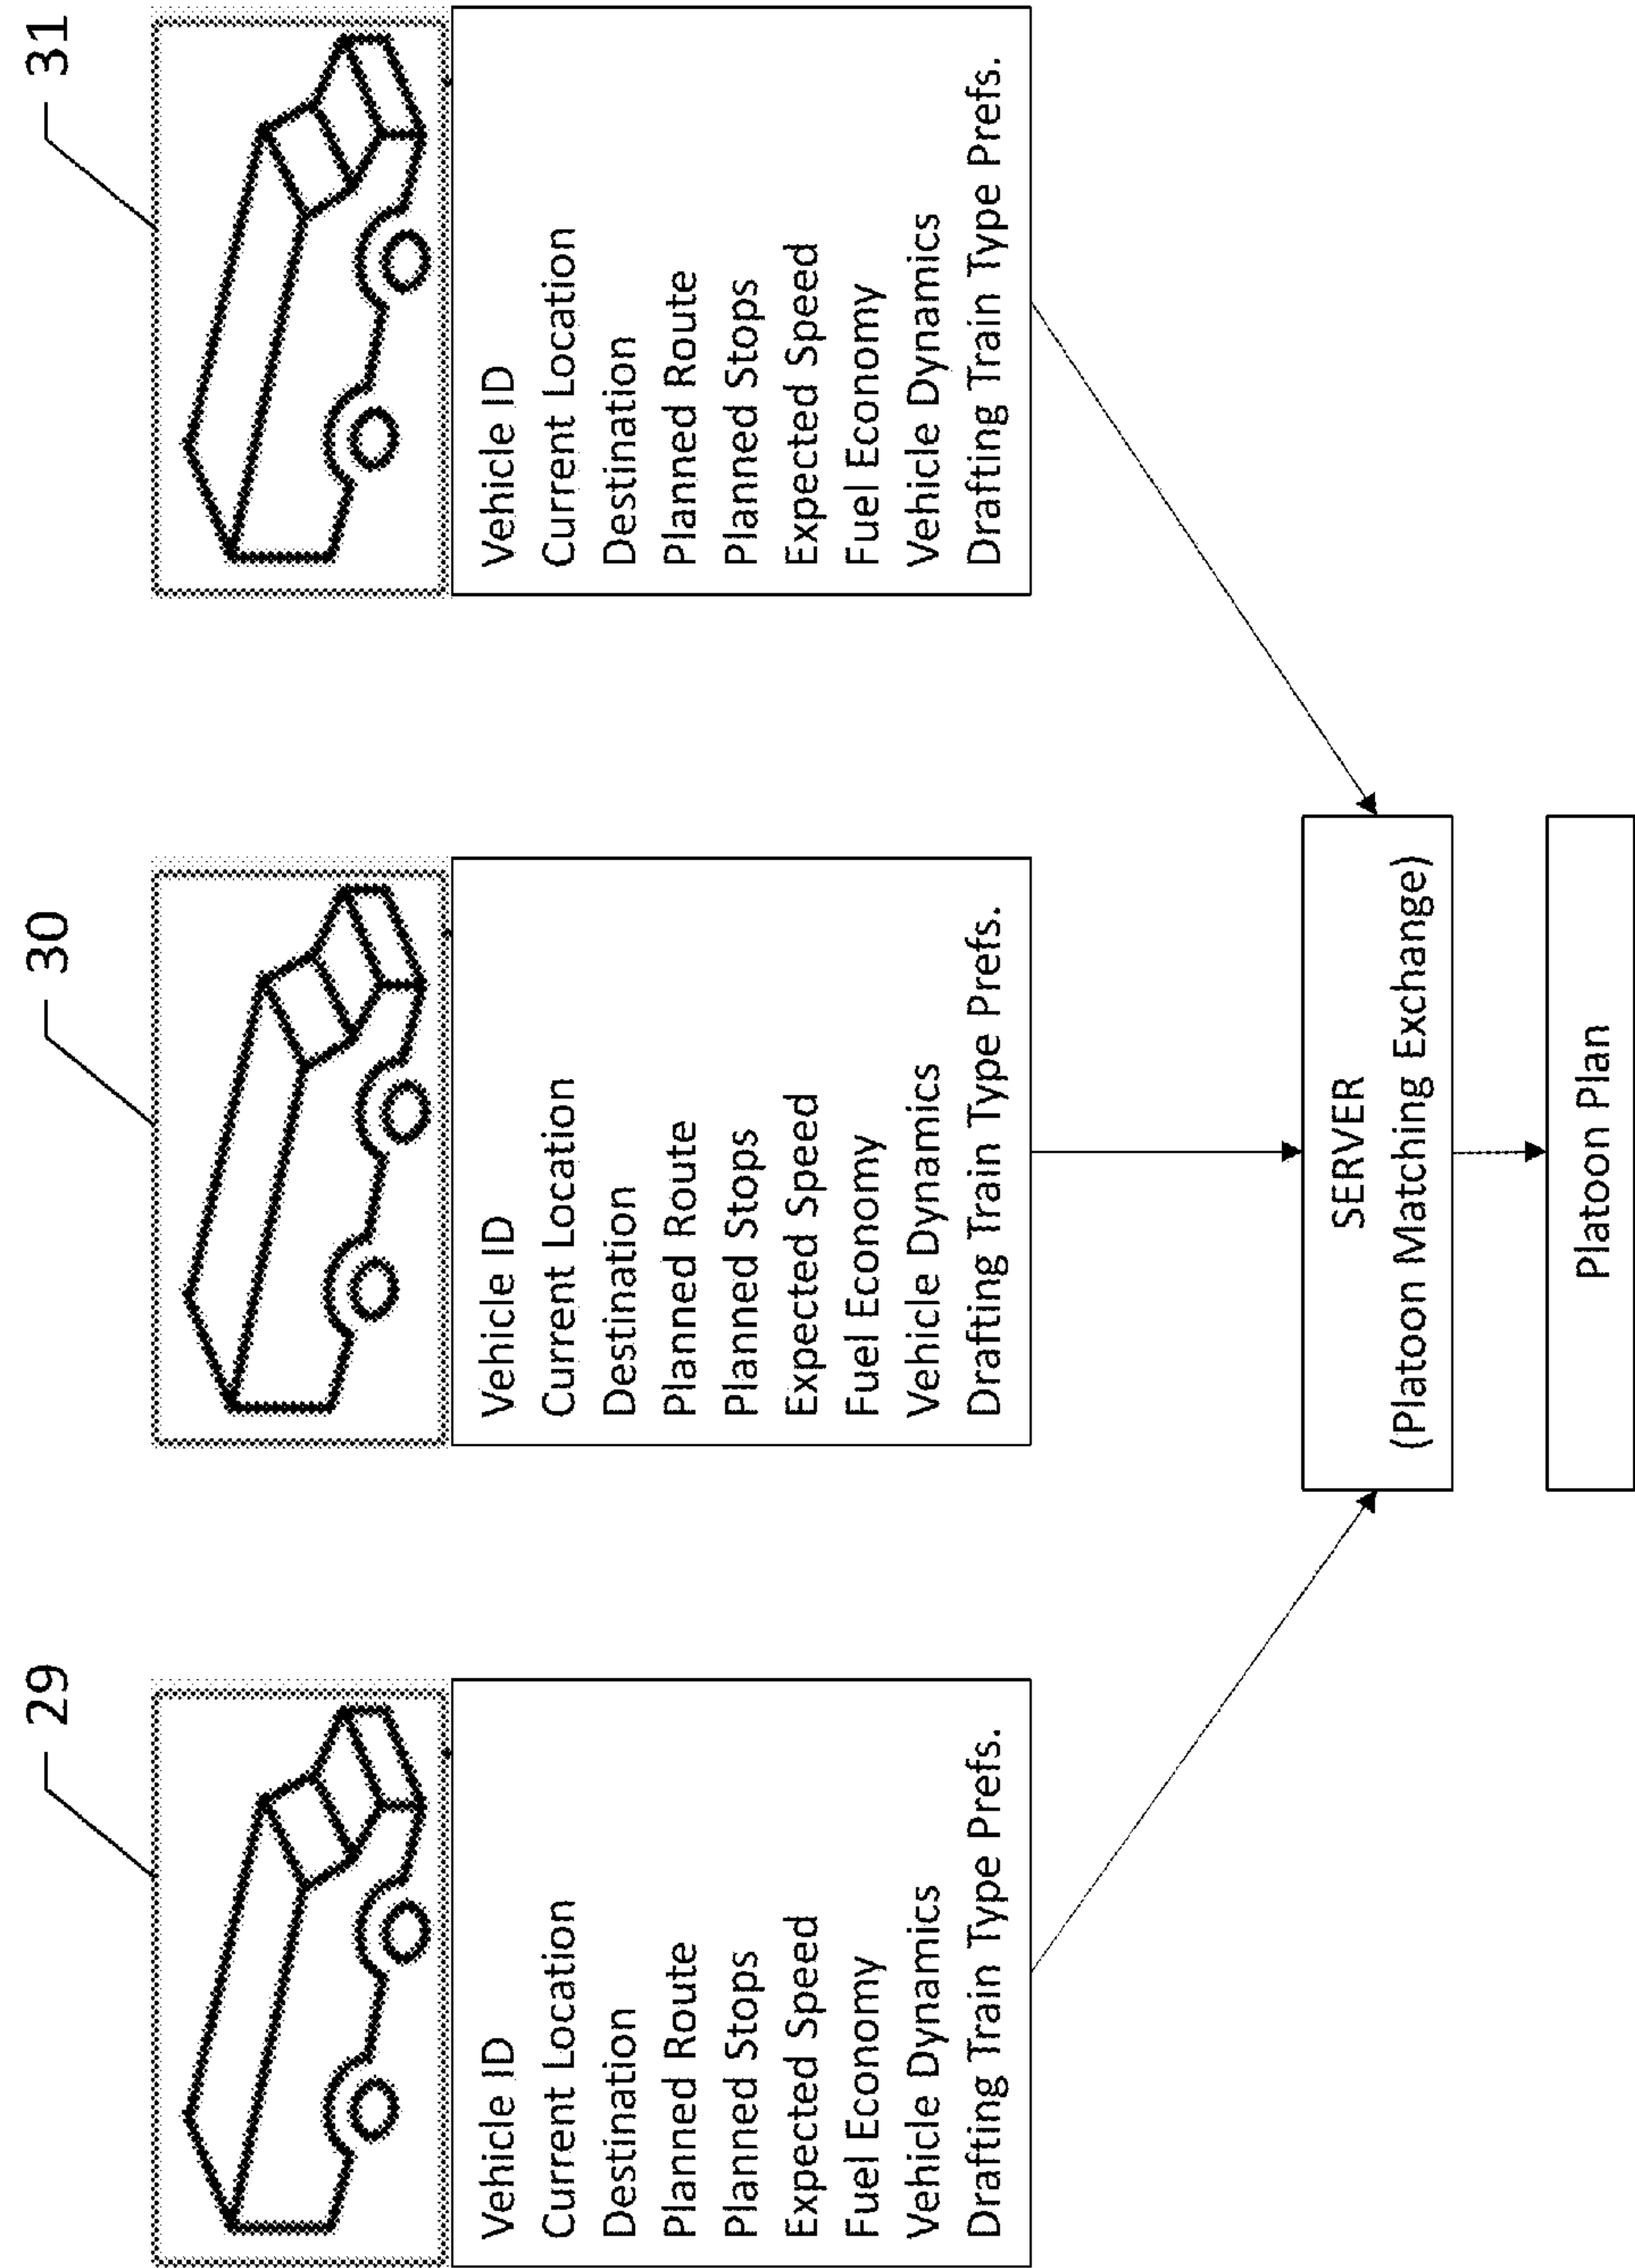 29
Vehicle ID
Current Location
Destination
Planned Route
Planned Stops
Expected Speed
Fuel Economy
Vehicle Dynamics
Drafting Train Type Prefs.
30
Vehicle ID
Current Location
Destination
Planned Route
Planned Stops
Expected Speed
Fuel Economy
Vehicle Dynamics
Drafting Train Type Prefs.
31
Vehicle ID
Current Location
Destination
Planned Route
Planned Stops
Expected Speed
Fuel Economy
Vehicle Dynamics
Drafting Train Type Prefs.
SERVER
(Platoon Matching Exchange)
Platoon Plan